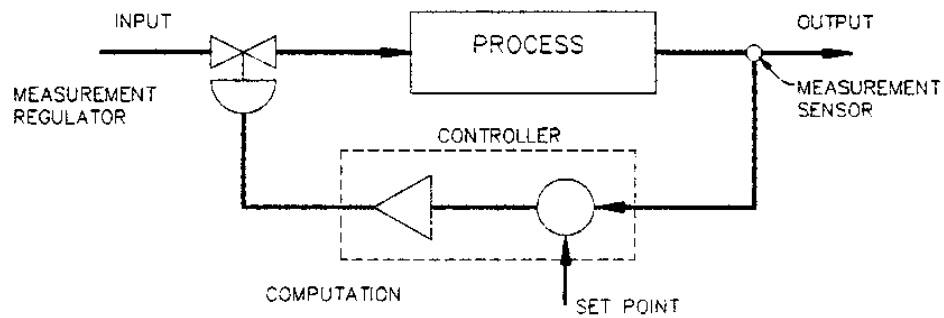 INPUT
OUTPUT
PROCESS
MEASUREMENT
REGULATOR
MEASUREMENT
SENSOR
CONTROLLER
COMPUTATION
SET POINT